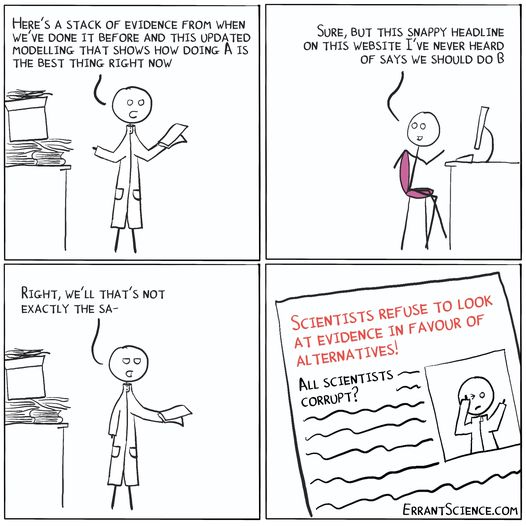 Here's a stack of evidence from when
we've done it before and this updated
modelling that shows how doing A is
the best thing right now
Sure, but this snappy headline
on this website I've never heard
of says we should do B
Right, we'll that's not
exactly the sa-
Scientists refuse to look
at evidence in favour of
alternatives!
All scientists
corrupt?
ErrantScience.com